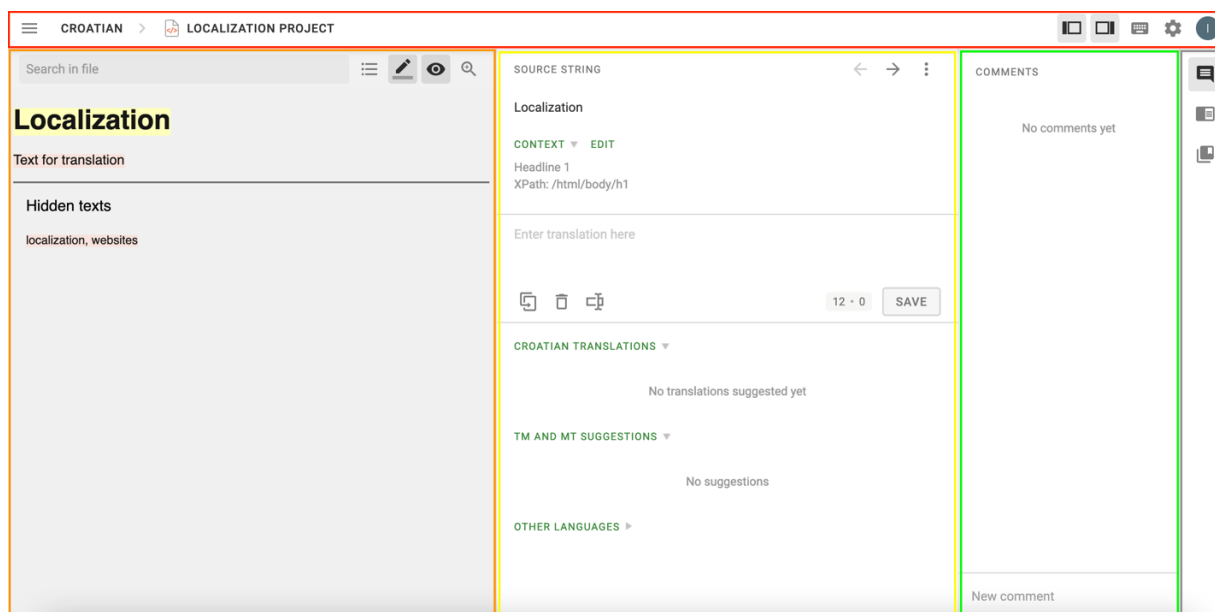 CROATIAN > LOCALIZATION PROJECT
I
Search in file
Localization
Text for translation
Hidden texts
localization, websites
SOURCE STRING
Localization
CONTEXT EDIT
Headline 1
XPath: /html/body/h1
Enter translation here
12 • 0 SAVE
CROATIAN TRANSLATIONS
No translations suggested yet
TM AND MT SUGGESTIONS
No suggestions
OTHER LANGUAGES
COMMENTS
No comments yet
New comment